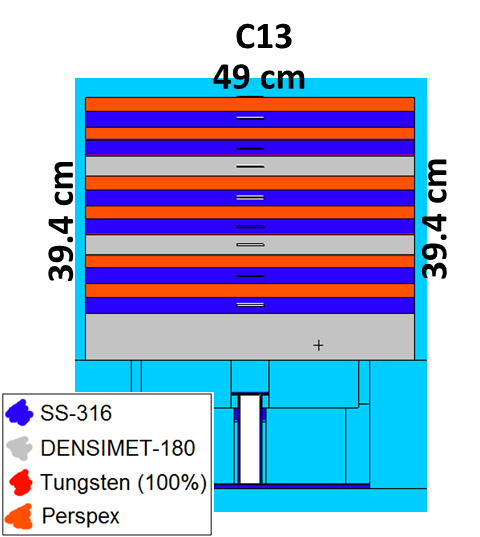 C13
49 cm
39.4 cm
39.4 cm
SS-316
DENSIMET-180
Tungsten (100%)
Perspex